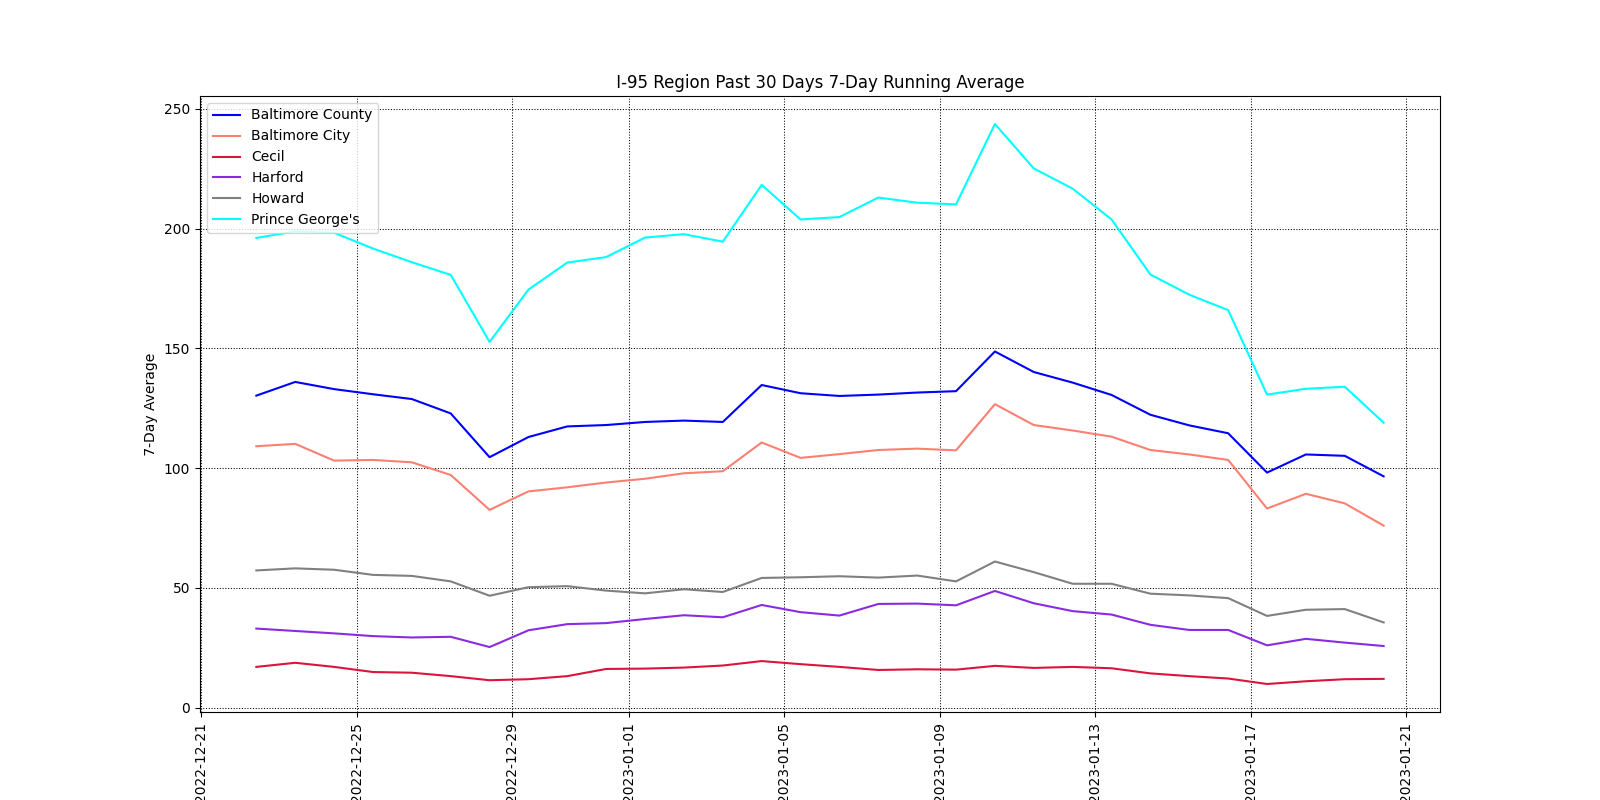 I-95 Region Past 30 Days 7-Day Running Average
250
200
150
100
50
0
7-Day Average
Baltimore County
Baltimore City
Cecil
Harford
Howard
Prince George's
2022-12-21
2022-12-25
2022-12-29
2023-01-01
2023-01-05
2023-01-09
2023-01-13
2023-01-17
2023-01-21